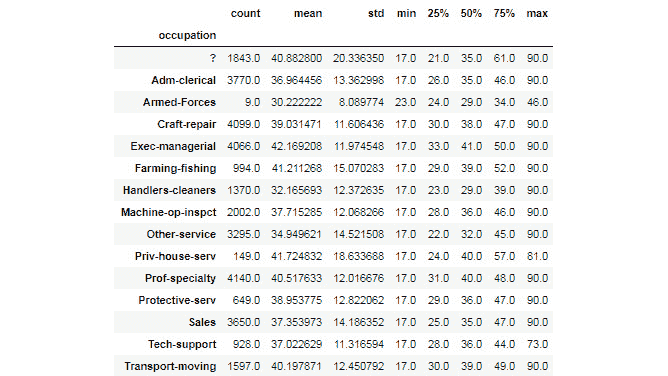 count mean std min 25% 50% 75% max
occupation
? 1843.0 40.882800 20.336350 17.0 21.0 35.0 61.0 90.0
Adm-clerical 3770.0 36.964456 13.362998 17.0 26.0 35.0 46.0 90.0
Armed-Forces 9.0 30.222222 8.089774 23.0 24.0 29.0 34.0 46.0
Craft-repair 4099.0 39.031471 11.606436 17.0 30.0 38.0 47.0 90.0
Exec-managerial 4066.0 42.169208 11.974548 17.0 33.0 41.0 50.0 90.0
Farming-fishing 994.0 41.211268 15.070283 17.0 29.0 39.0 52.0 90.0
Handlers-cleaners 1370.0 32.165693 12.372635 17.0 23.0 29.0 39.0 90.0
Machine-op-inspct 2002.0 37.715285 12.068266 17.0 28.0 36.0 46.0 90.0
Other-service 3295.0 34.949621 14.521508 17.0 22.0 32.0 45.0 90.0
Priv-house-serv 149.0 41.724832 18.633688 17.0 24.0 40.0 57.0 81.0
Prof-specialty 4140.0 40.517633 12.016676 17.0 31.0 40.0 48.0 90.0
Protective-serv 649.0 38.953775 12.822062 17.0 29.0 36.0 47.0 90.0
Sales 3650.0 37.353973 14.186352 17.0 25.0 35.0 47.0 90.0
Tech-support 928.0 37.022629 11.316594 17.0 28.0 36.0 44.0 73.0
Transport-moving 1597.0 40.197871 12.450792 17.0 30.0 39.0 49.0 90.0